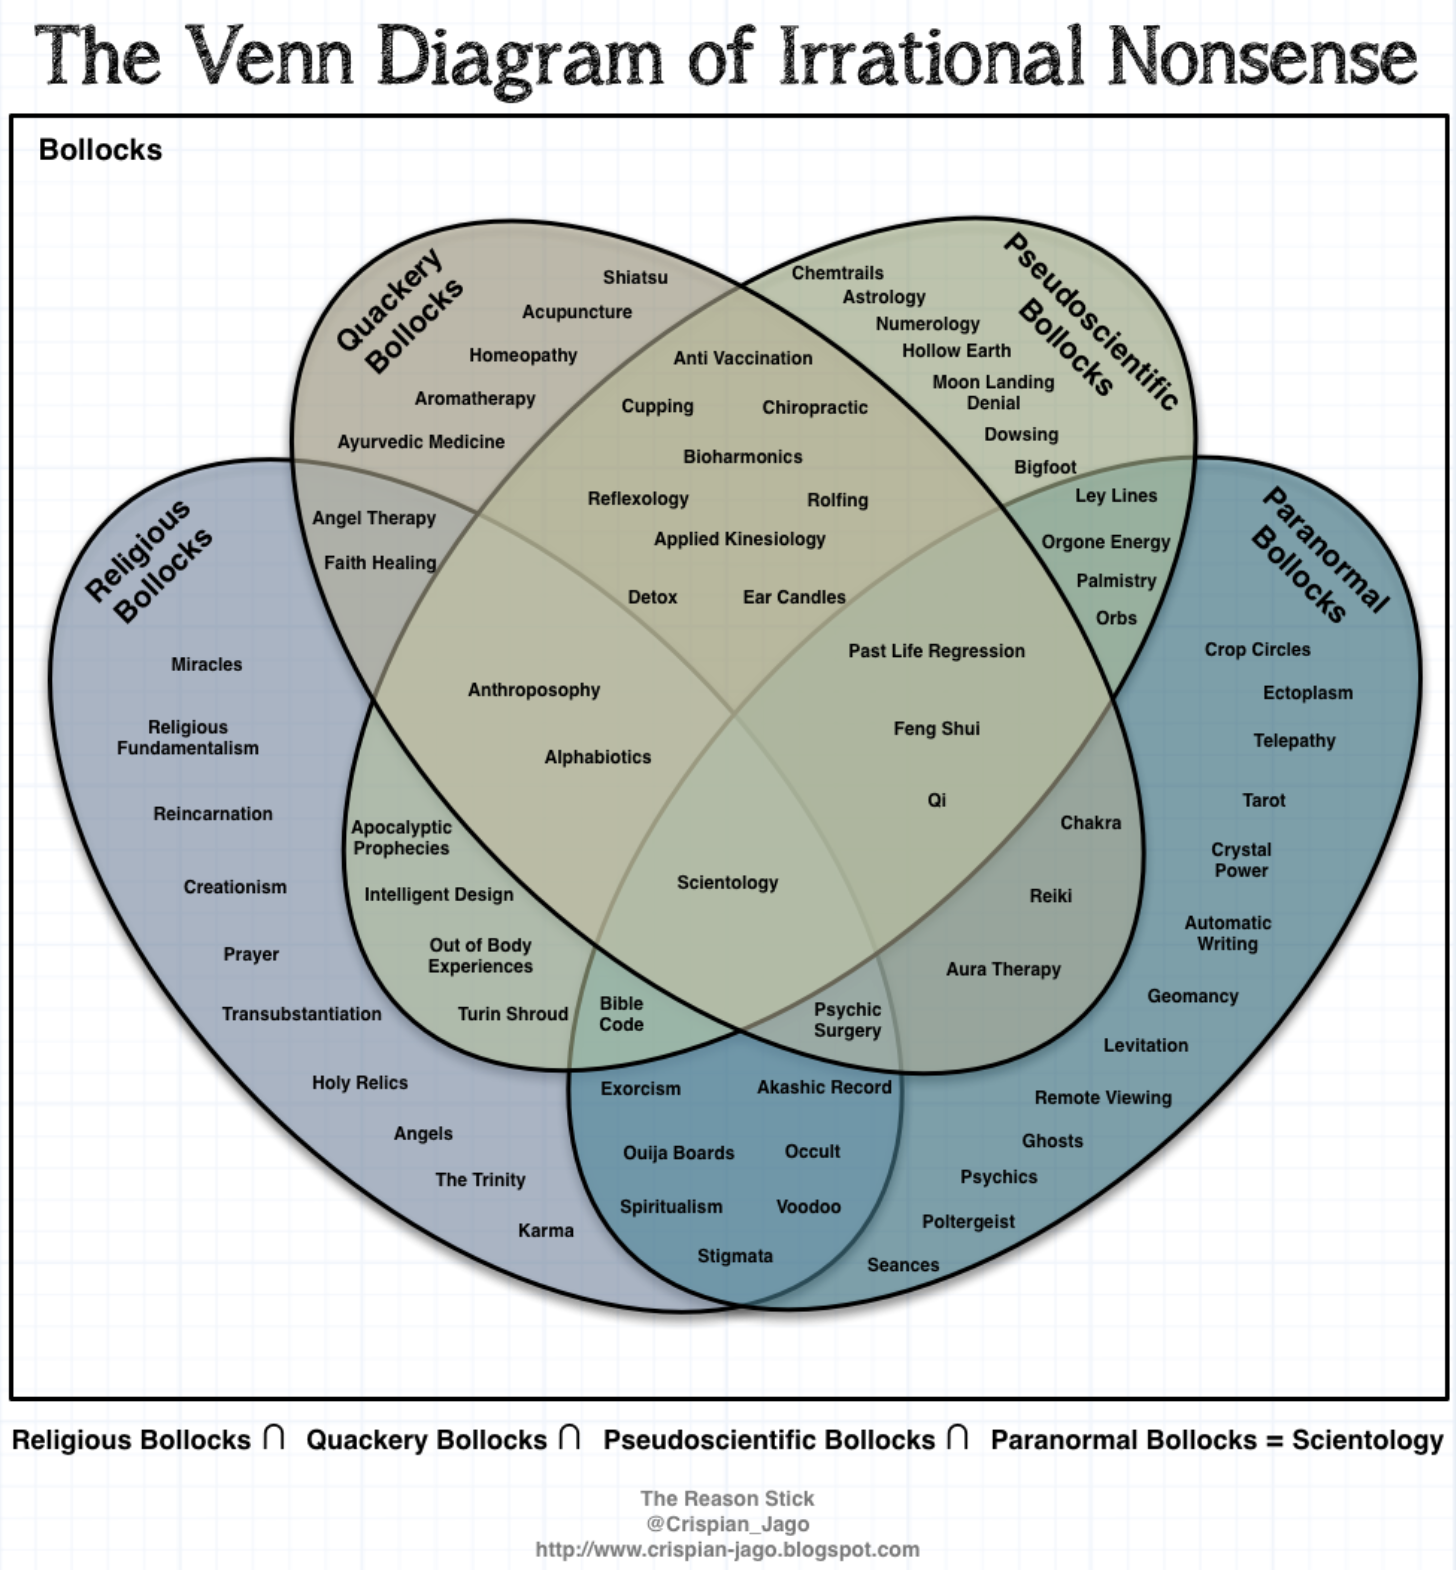 The Venn Diagram of Irrational Nonsense
Bollocks
Quackery
Bollocks
Shiatsu
Acupuncture
Homeopathy
Aromatherapy
Ayurvedic Medicine
Pseudoscientific
Bollocks
Chemtrails
Astrology
Numerology
Hollow Earth
Moon Landing
Denial
Dowsing
Bigfoot
Anti Vaccination
Cupping
Chiropractic
Bioharmonics
Reflexology
Rolfing
Applied Kinesiology
Detox
Ear Candles
Religious
Bollocks
Angel Therapy
Faith Healing
Ley Lines
Orgone Energy
Palmistry
Orbs
Paranormal
Bollocks
Miracles
Religious
Fundamentalism
Reincarnation
Creationism
Prayer
Transubstantiation
Holy Relics
Angels
The Trinity
Karma
Anthroposophy
Alphabiotics
Past Life Regression
Feng Shui
Qi
Crop Circles
Ectoplasm
Telepathy
Tarot
Crystal
Power
Automatic
Writing
Geomancy
Levitation
Remote Viewing
Ghosts
Psychics
Poltergeist
Seances
Apocalyptic
Prophecies
Intelligent Design
Out of Body
Experiences
Turin Shroud
Scientology
Chakra
Reiki
Aura Therapy
Bible
Code
Psychic
Surgery
Exorcism
Akashic Record
Ouija Boards
Occult
Spiritualism
Voodoo
Stigmata
Religious Bollocks ∩ Quackery Bollocks ∩ Pseudoscientific Bollocks ∩ Paranormal Bollocks = Scientology
The Reason Stick
@Crispian_Jago
http://www.crispian-jago.blogspot.com